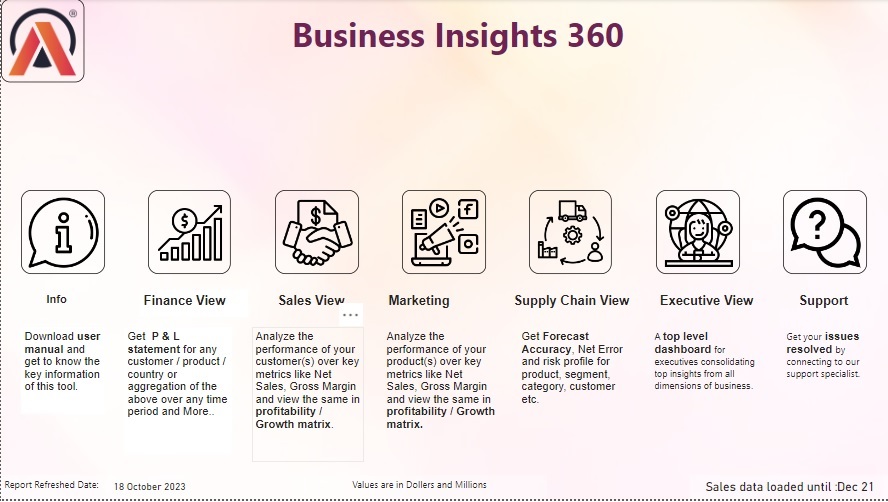 ®
Business Insights 360
i
$
$
f
?
Info
Finance View
Sales View
Marketing
Supply Chain View
Executive View
Support
Download user
manual and
get to know the
key information
of this tool.
Get P & L
statement for any
customer / product /
country or
aggregation of the
above over any time
period and More..
Analyze the
performance of your
customer(s) over key
metrics like Net
Sales, Gross Margin
and view the same in
profitability /
Growth matrix.
Analyze the
performance of your
product(s) over key
metrics like Net
Sales, Gross Margin
and view the same in
profitability / Growth
matrix.
Get Forecast
Accuracy, Net Error
and risk profile for
product, segment,
category, customer
etc.
A top level
dashboard for
executives consolidating
top insights from all
dimensions of business.
Get your issues
resolved by
connecting to our
support specialist.
Report Refreshed Date:
18 October 2023
Values are in Dollers and Millions
Sales data loaded until :Dec 21